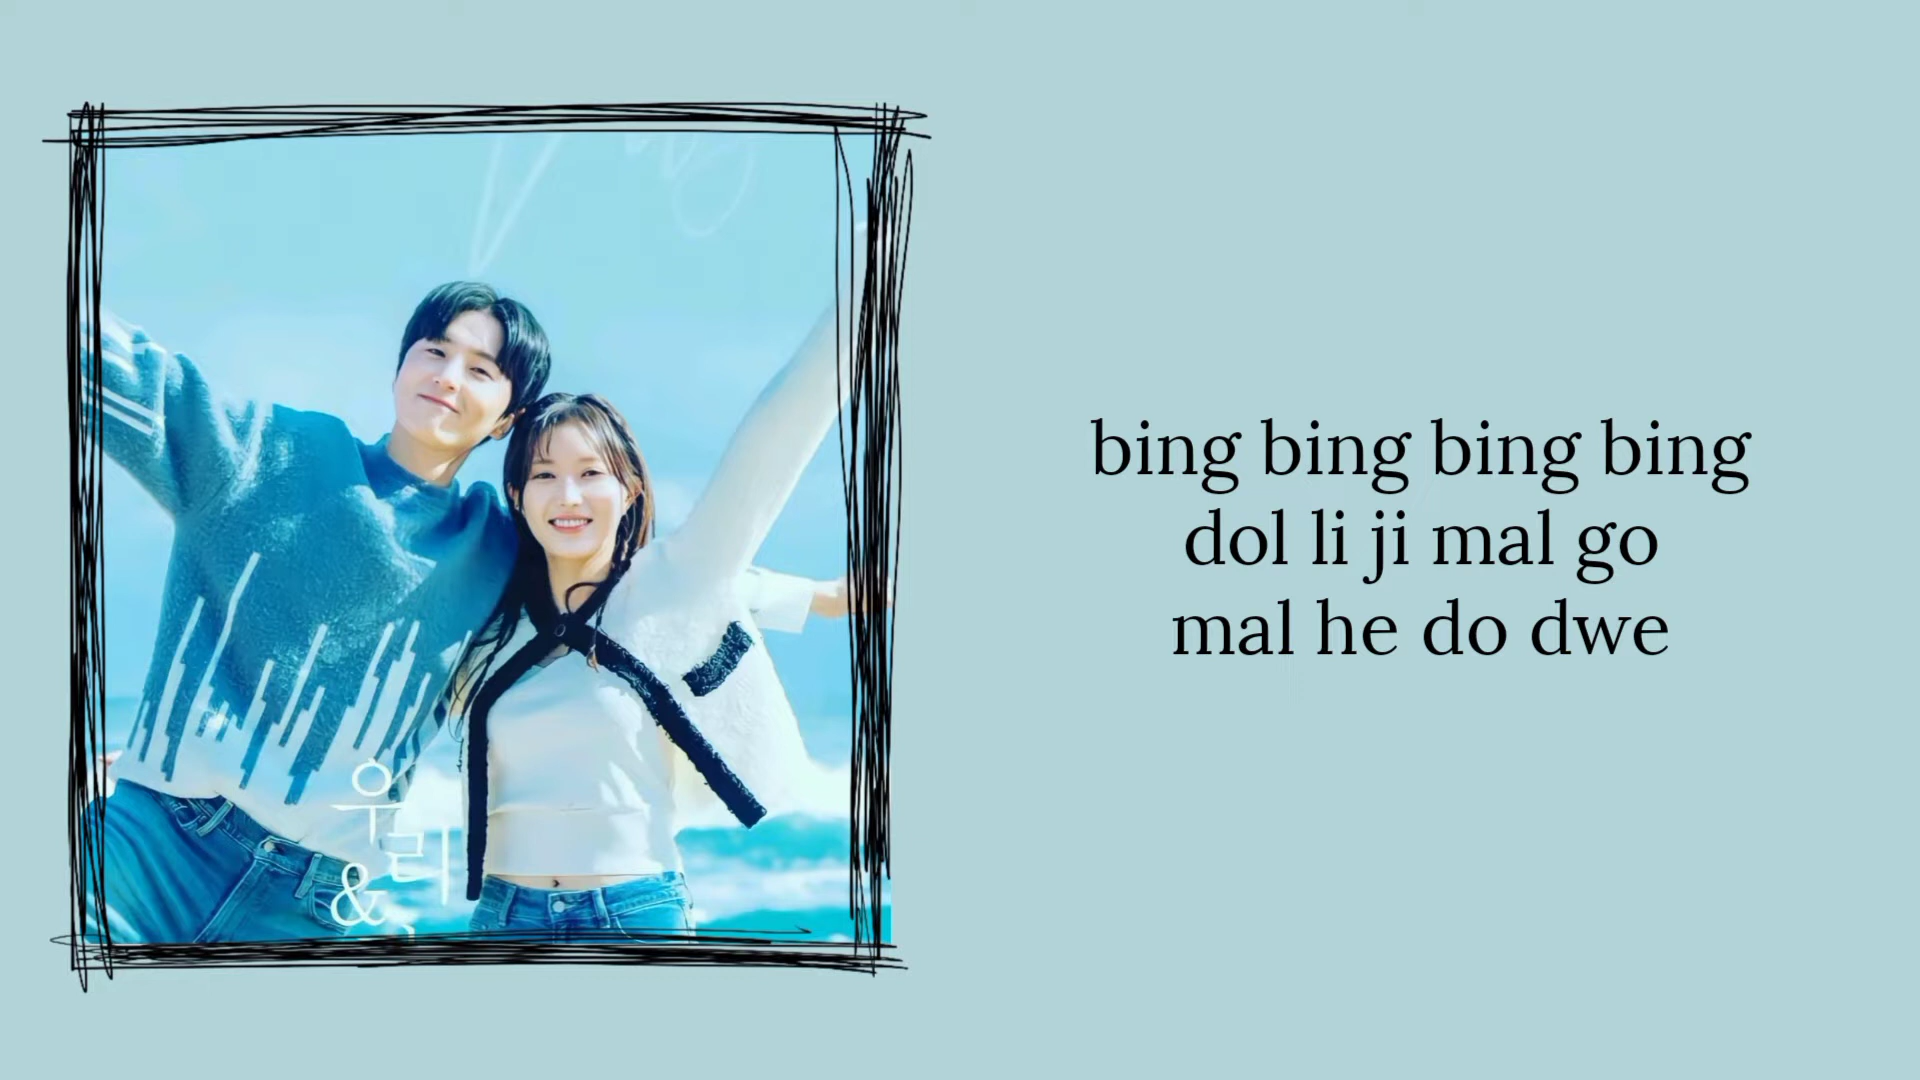 우리
&
bing bing bing bing
dol li ji mal go
mal he do dwe